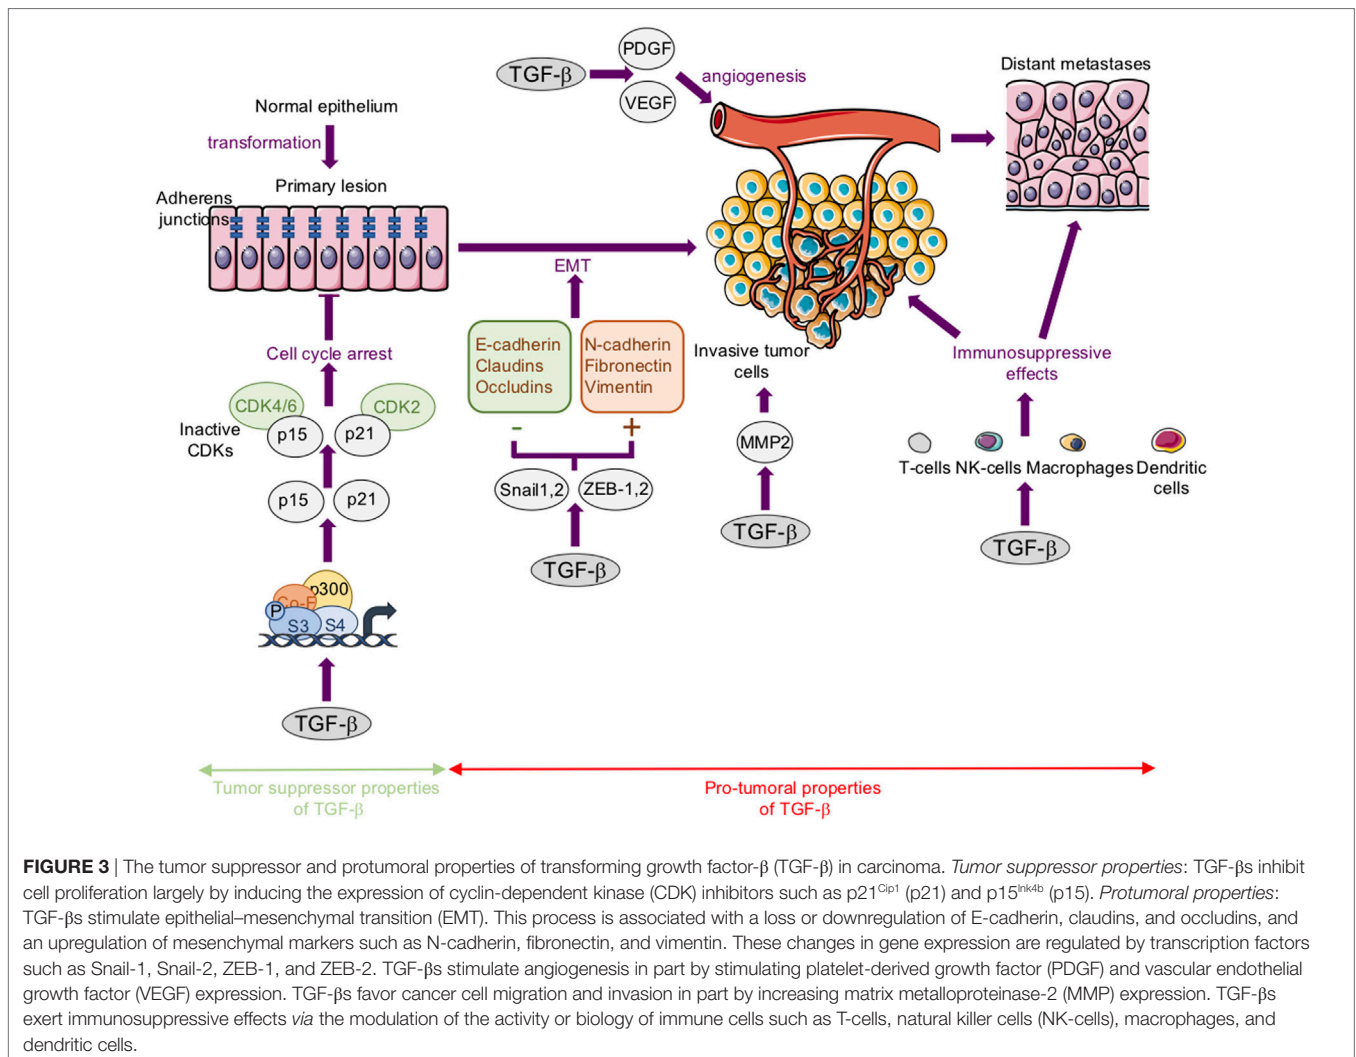 TGF-β
PDGF
VEGF
angiogenesis
Distant metastases
Normal epithelium
transformation
Primary lesion
Adherens
junctions
EMT
E-cadherin
Claudins
Occludins
N-cadherin
Fibronectin
Vimentin
-
+
Snail1,2
ZEB-1,2
TGF-β
Cell cycle arrest
CDK4/6
CDK2
p15
p21
Inactive
CDKs
p15
p21
p300
P
S3
S4
TGF-β
Invasive tumor
cells
MMP2
TGF-β
Immunosuppressive
effects
T-cells NK-cells Macrophages Dendritic
cells
TGF-β
Tumor suppressor properties
of TGF-β
Pro-tumoral properties
of TGF-β
FIGURE 3 | The tumor suppressor and protumoral properties of transforming growth factor-β (TGF-β) in carcinoma. Tumor suppressor properties: TGF-βs inhibit
cell proliferation largely by inducing the expression of cyclin-dependent kinase (CDK) inhibitors such as p21Cip1 (p21) and p15Ink4b (p15). Protumoral properties:
TGF-βs stimulate epithelial–mesenchymal transition (EMT). This process is associated with a loss or downregulation of E-cadherin, claudins, and occludins, and
an upregulation of mesenchymal markers such as N-cadherin, fibronectin, and vimentin. These changes in gene expression are regulated by transcription factors
such as Snail-1, Snail-2, ZEB-1, and ZEB-2. TGF-βs stimulate angiogenesis in part by stimulating platelet-derived growth factor (PDGF) and vascular endothelial
growth factor (VEGF) expression. TGF-βs favor cancer cell migration and invasion in part by increasing matrix metalloproteinase-2 (MMP) expression. TGF-βs
exert immunosuppressive effects via the modulation of the activity or biology of immune cells such as T-cells, natural killer cells (NK-cells), macrophages, and
dendritic cells.